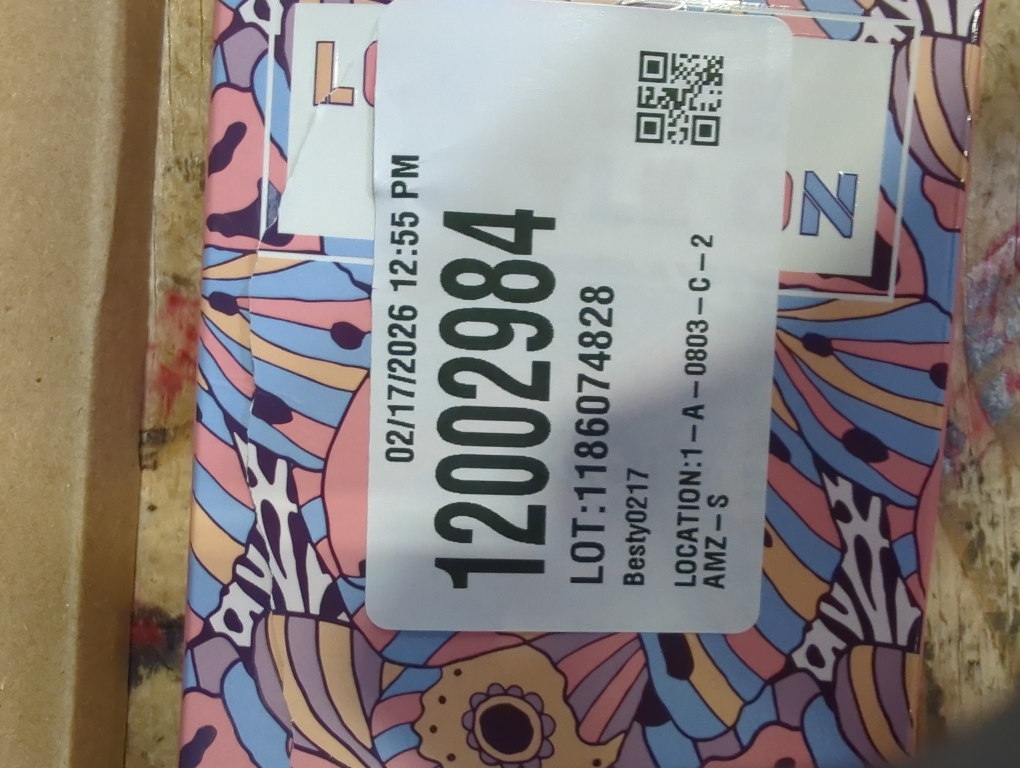 02/17/2026 12:55 PM
12002984
LOT:1186074828
Besty0217
LOCATION:1-A-0803-C-2
AMZ-S